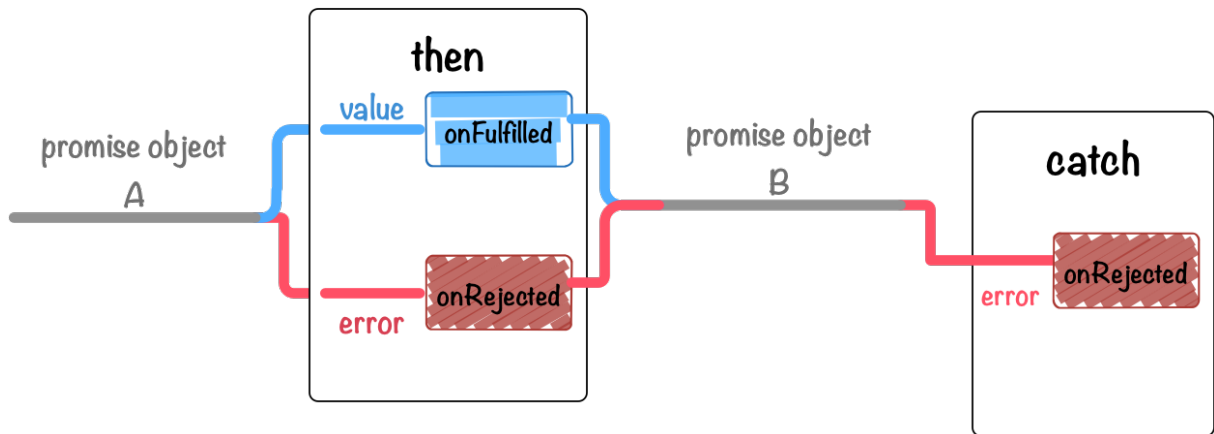 promise object
A
then
value
onFulfilled
onRejected
error
promise object
B
catch
error
onRejected